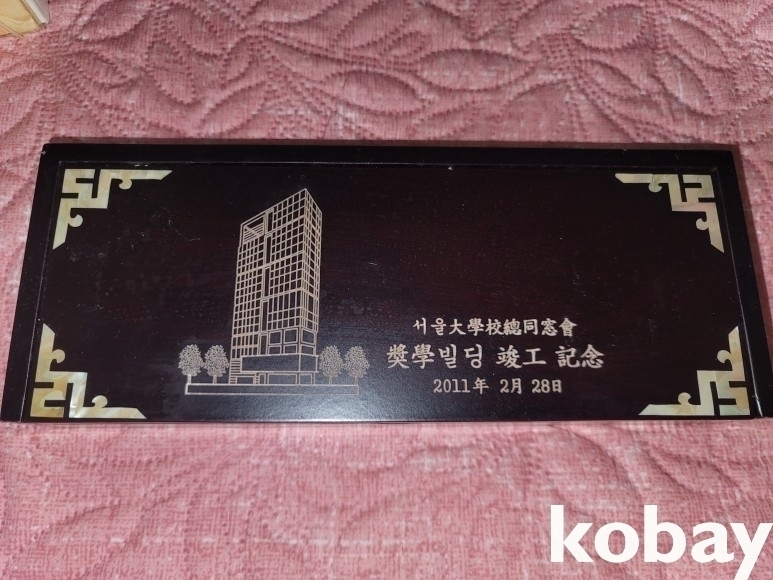 서울大學校總同窓會
奬學빌딩 竣工 記念
2011年 2月 28日
kobay